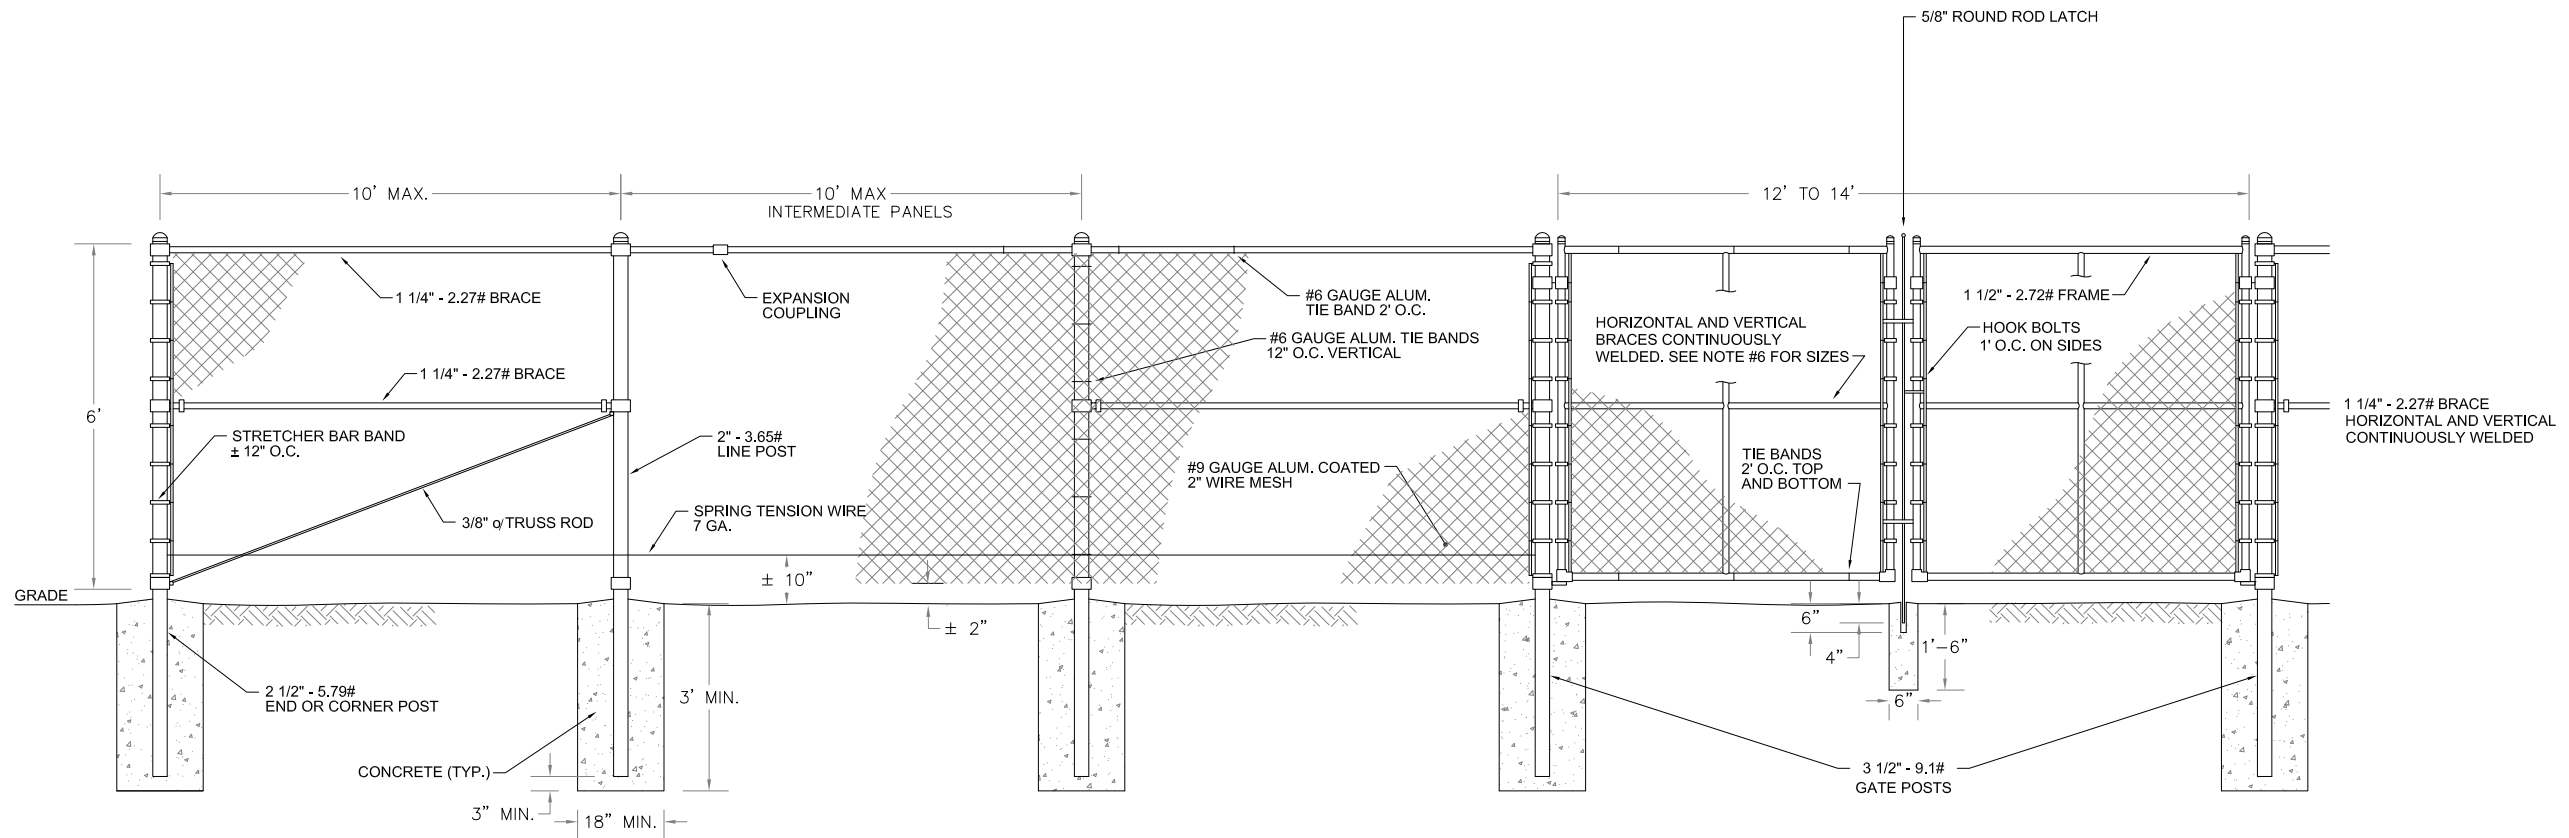 5/8" ROUND ROD LATCH
10' MAX.
10' MAX
INTERMEDIATE PANELS
12' TO 14'
1 1/4" - 2.27# BRACE
EXPANSION
COUPLING
#6 GAUGE ALUM.
TIE BAND 2' O.C.
1 1/2" - 2.72# FRAME
#6 GAUGE ALUM. TIE BANDS
12" O.C. VERTICAL
HORIZONTAL AND VERTICAL
BRACES CONTINUOUSLY
WELDED. SEE NOTE #6 FOR SIZES
HOOK BOLTS
1' O.C. ON SIDES
1 1/4" - 2.27# BRACE
6'
1 1/4" - 2.27# BRACE
HORIZONTAL AND VERTICAL
CONTINUOUSLY WELDED
STRETCHER BAR BAND
± 12" O.C.
2" - 3.65#
LINE POST
#9 GAUGE ALUM. COATED
2" WIRE MESH
TIE BANDS
2' O.C. TOP
AND BOTTOM
3/8" o/ TRUSS ROD
SPRING TENSION WIRE
7 GA.
± 10"
GRADE
± 2"
6"
4"
1'-6"
6"
2 1/2" - 5.79#
END OR CORNER POST
3' MIN.
CONCRETE (TYP.)
3" MIN.
18" MIN.
3 1/2" - 9.1#
GATE POSTS